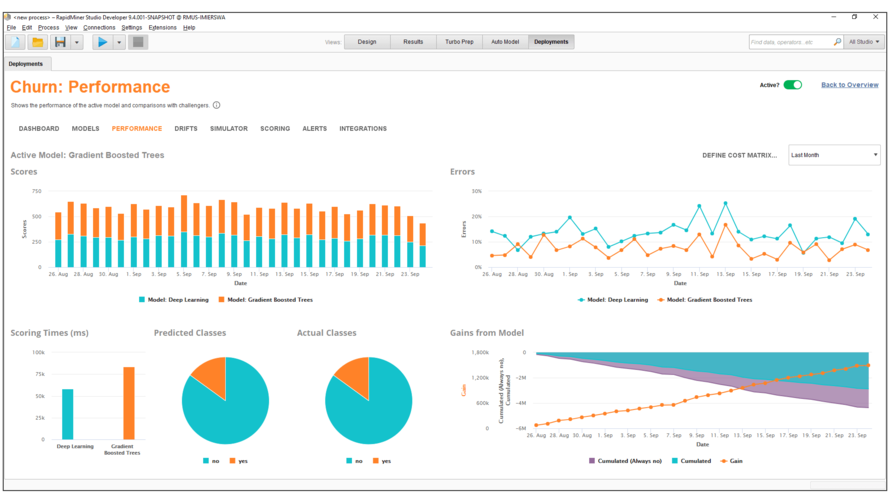 <new process> – RapidMiner Studio Developer 9.4.001-SNAPSHOT @ RMUS-IMIERSWA
File Edit Process View Connections Settings Extensions Help
Views: Design Results Turbo Prep Auto Model Deployments
Find data, operators...etc All Studio
Deployments
Churn: Performance
Active? Back to Overview
Shows the performance of the active model and comparisons with challengers.
DASHBOARD MODELS PERFORMANCE DRIFTS SIMULATOR SCORING ALERTS INTEGRATIONS
Active Model: Gradient Boosted Trees
DEFINE COST MATRIX... Last Month
Scores
750
500
250
0
Scores
26. Aug 28. Aug 30. Aug 1. Sep 3. Sep 5. Sep 7. Sep 9. Sep 11. Sep 13. Sep 15. Sep 17. Sep 19. Sep 21. Sep 23. Sep
Date
Model: Deep Learning Model: Gradient Boosted Trees
Errors
30%
20%
10%
0%
Errors
26. Aug 28. Aug 30. Aug 1. Sep 3. Sep 5. Sep 7. Sep 9. Sep 11. Sep 13. Sep 15. Sep 17. Sep 19. Sep 21. Sep 23. Sep
Date
Model: Deep Learning Model: Gradient Boosted Trees
Scoring Times (ms)
100k
75k
50k
25k
0
Deep Learning Gradient
Boosted Trees
Predicted Classes
no yes
Actual Classes
no yes
Gains from Model
1,800k
1,200k
600k
0
Gain
0
-2M
-4M
-6M
Cumulated (Always no),
Cumulated
26. Aug 28. Aug 30. Aug 1. Sep 3. Sep 5. Sep 7. Sep 9. Sep 11. Sep 13. Sep 15. Sep 17. Sep 19. Sep 21. Sep 23. Sep
Date
Cumulated (Always no) Cumulated Gain